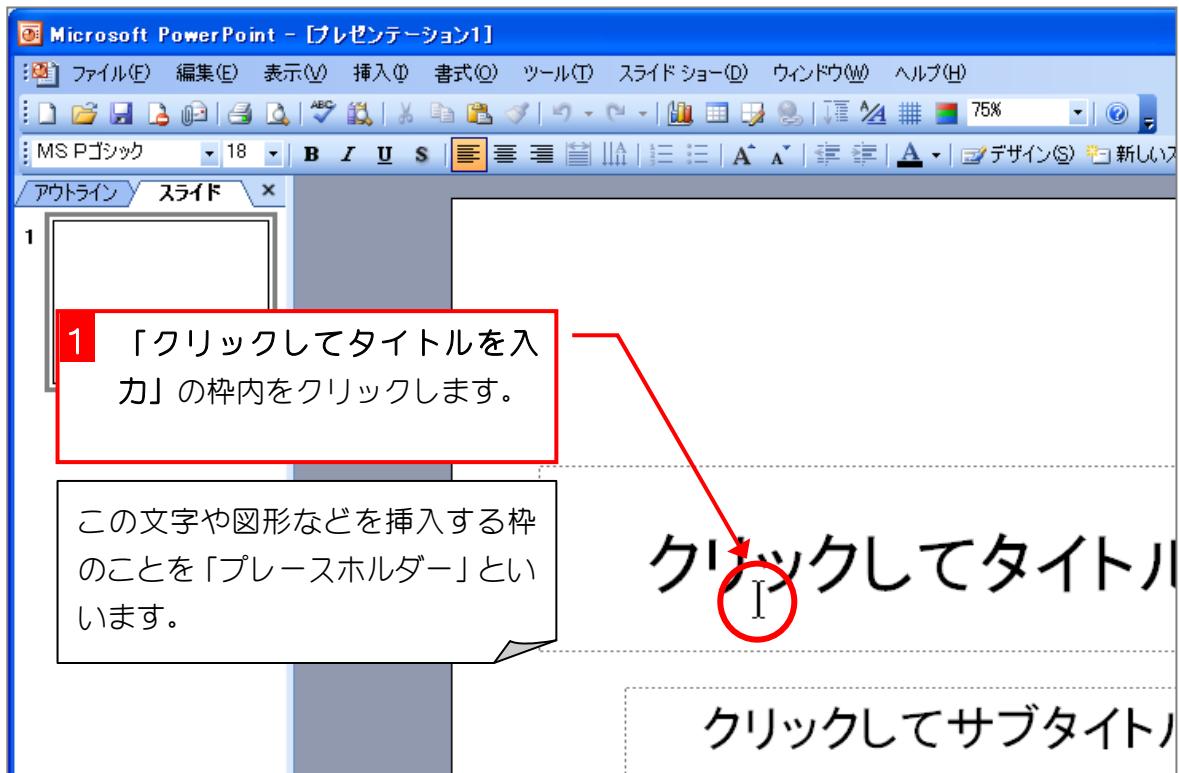 Microsoft PowerPoint - [プレゼンテーション1]
ファイル(F) 編集(E) 表示(V) 挿入(I) 書式(O) ツール(T) スライド ショー(D) ウィンドウ(W) ヘルプ(H)
75%
MS Pゴシック 18 B I U S A A A デザイン(S) 新しいス
アウトライン スライド ×
1
1 「クリックしてタイトルを入
力」の枠内をクリックします。
この文字や図形などを挿入する枠
のことを「プレースホルダー」とい
います。
クリックしてタイトル
クリックしてサブタイト